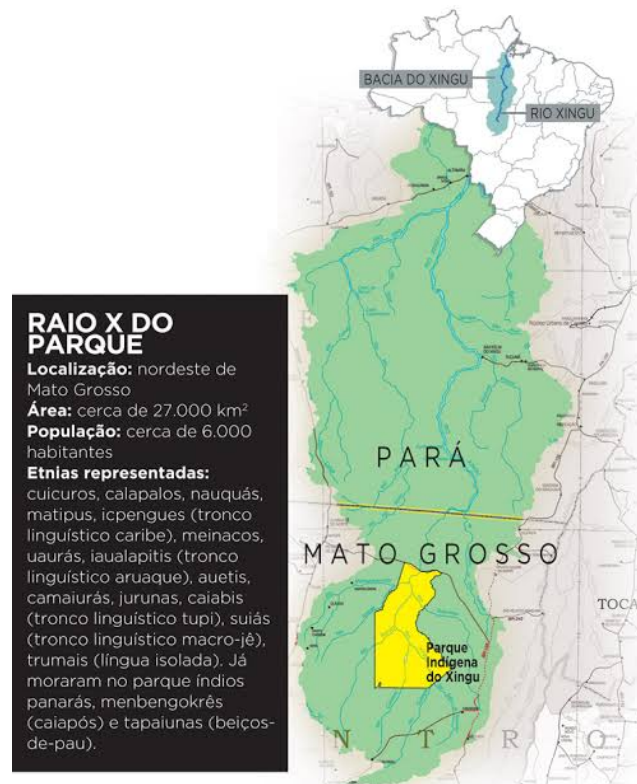 BACIA DO XINGU
RIO XINGU
ALTAMIRA
RAIO X DO
PARQUE
Localização: nordeste de
Mato Grosso
Área: cerca de 27.000 km²
População: cerca de 6.000
habitantes
Etnias representadas:
cuicuros, calapalos, nauquás,
matipus, icpengues (tronco
linguístico caribe), meinacos,
uaurás, iaualapitis (tronco
linguístico aruaque), auetis,
camaiurás, jurunas, caiabis
(tronco linguístico tupi), suiás
(tronco linguístico macro-jê),
trumais (língua isolada). Já
moraram no parque índios
panarás, menbengokrês
(caiapós) e tapaiunas (beiços-
de-pau).
PARÁ
MATO GROSSO
TOCA
Parque
Indígena
do Xingu
N T R O